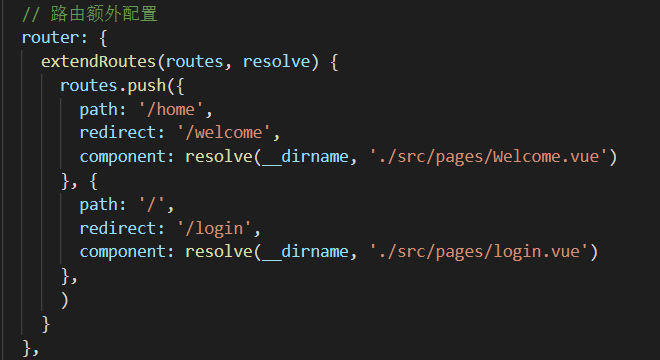 // 路由额外配置
router: {
extendRoutes(routes, resolve) {
routes.push({
path: '/home',
redirect: '/welcome',
component: resolve(__dirname, './src/pages/Welcome.vue')
}, {
path: '/',
redirect: '/login',
component: resolve(__dirname, './src/pages/login.vue')
},
)
}
},